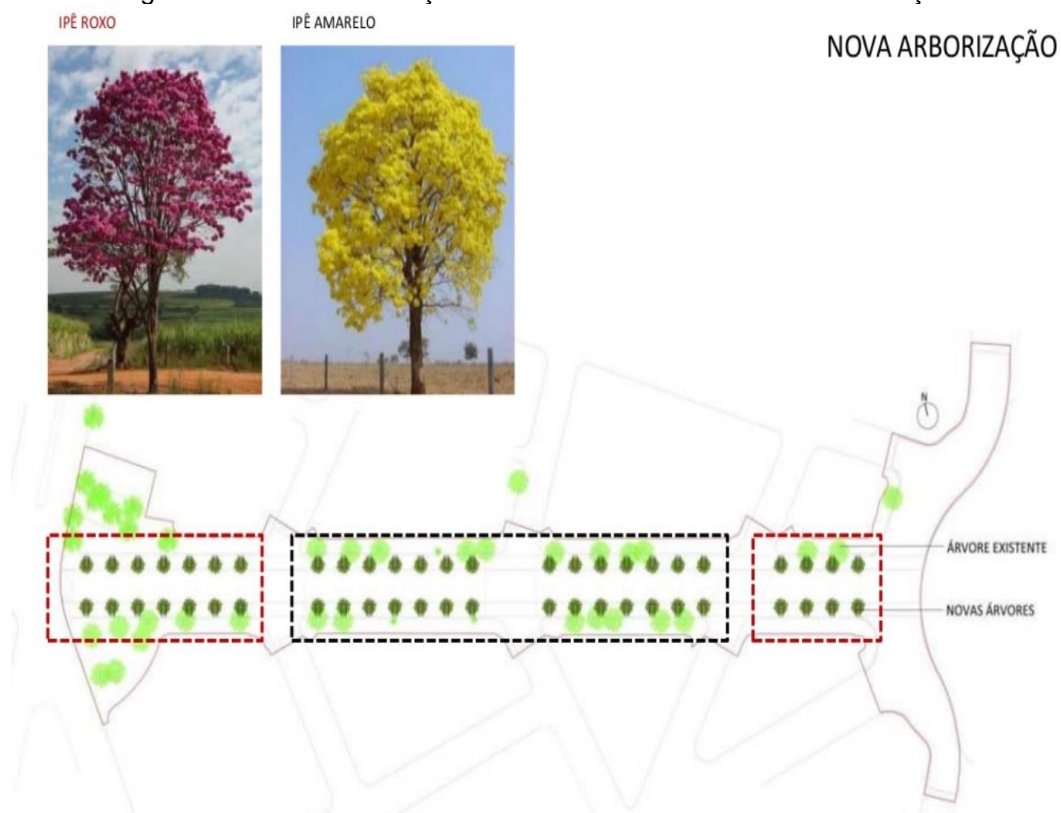 IPÊ ROXO
IPÊ AMARELO
NOVA ARBORIZAÇÃO
N
ÁRVORE EXISTENTE
NOVAS ÁRVORES